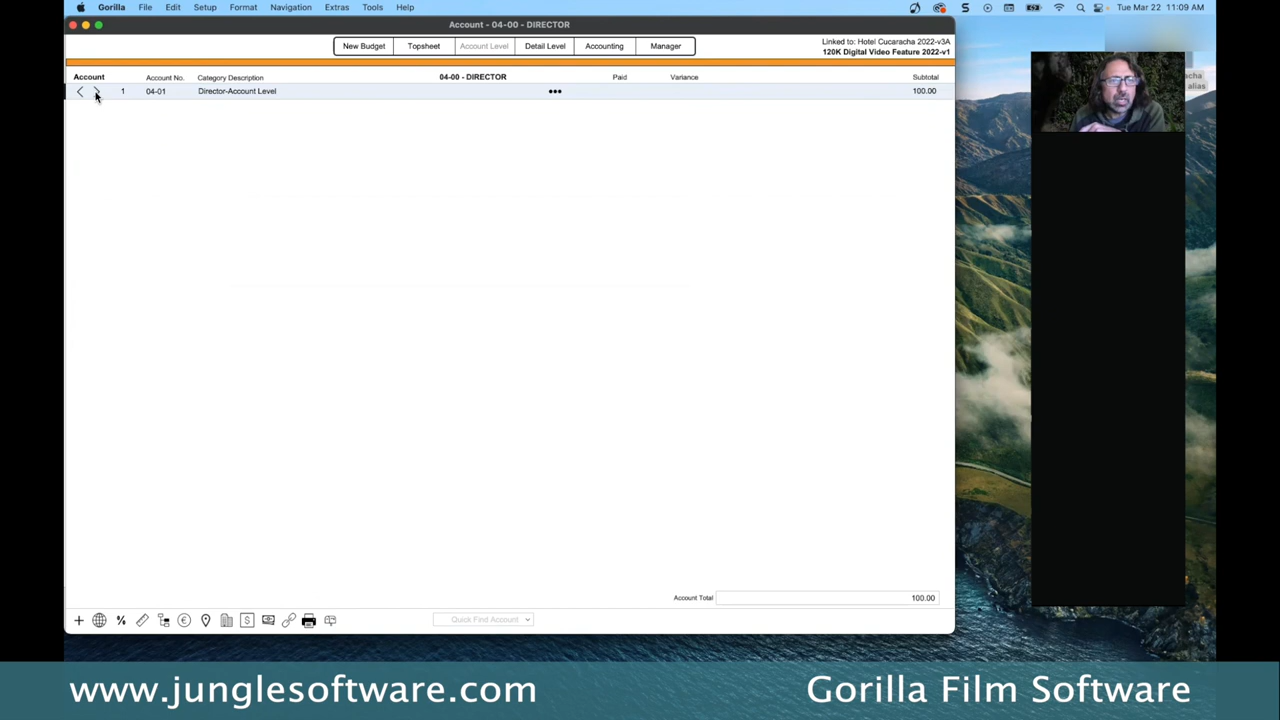 Gorilla File Edit Setup Format Navigation Extras Tools Help
Tue Mar 22 11:09 AM
Account - 04-00 - DIRECTOR
New Budget Topsheet Account Level Detail Level Accounting Manager
Linked to: Hotel Cucaracha 2022-v3A
120K Digital Video Feature 2022-v1
Account Account No. Category Description 04-00 - DIRECTOR Paid Variance Subtotal
1 04-01 Director-Account Level ••• 100.00
acha
alias
Account Total 100.00
Quick Find Account
www.junglesoftware.com
Gorilla Film Software